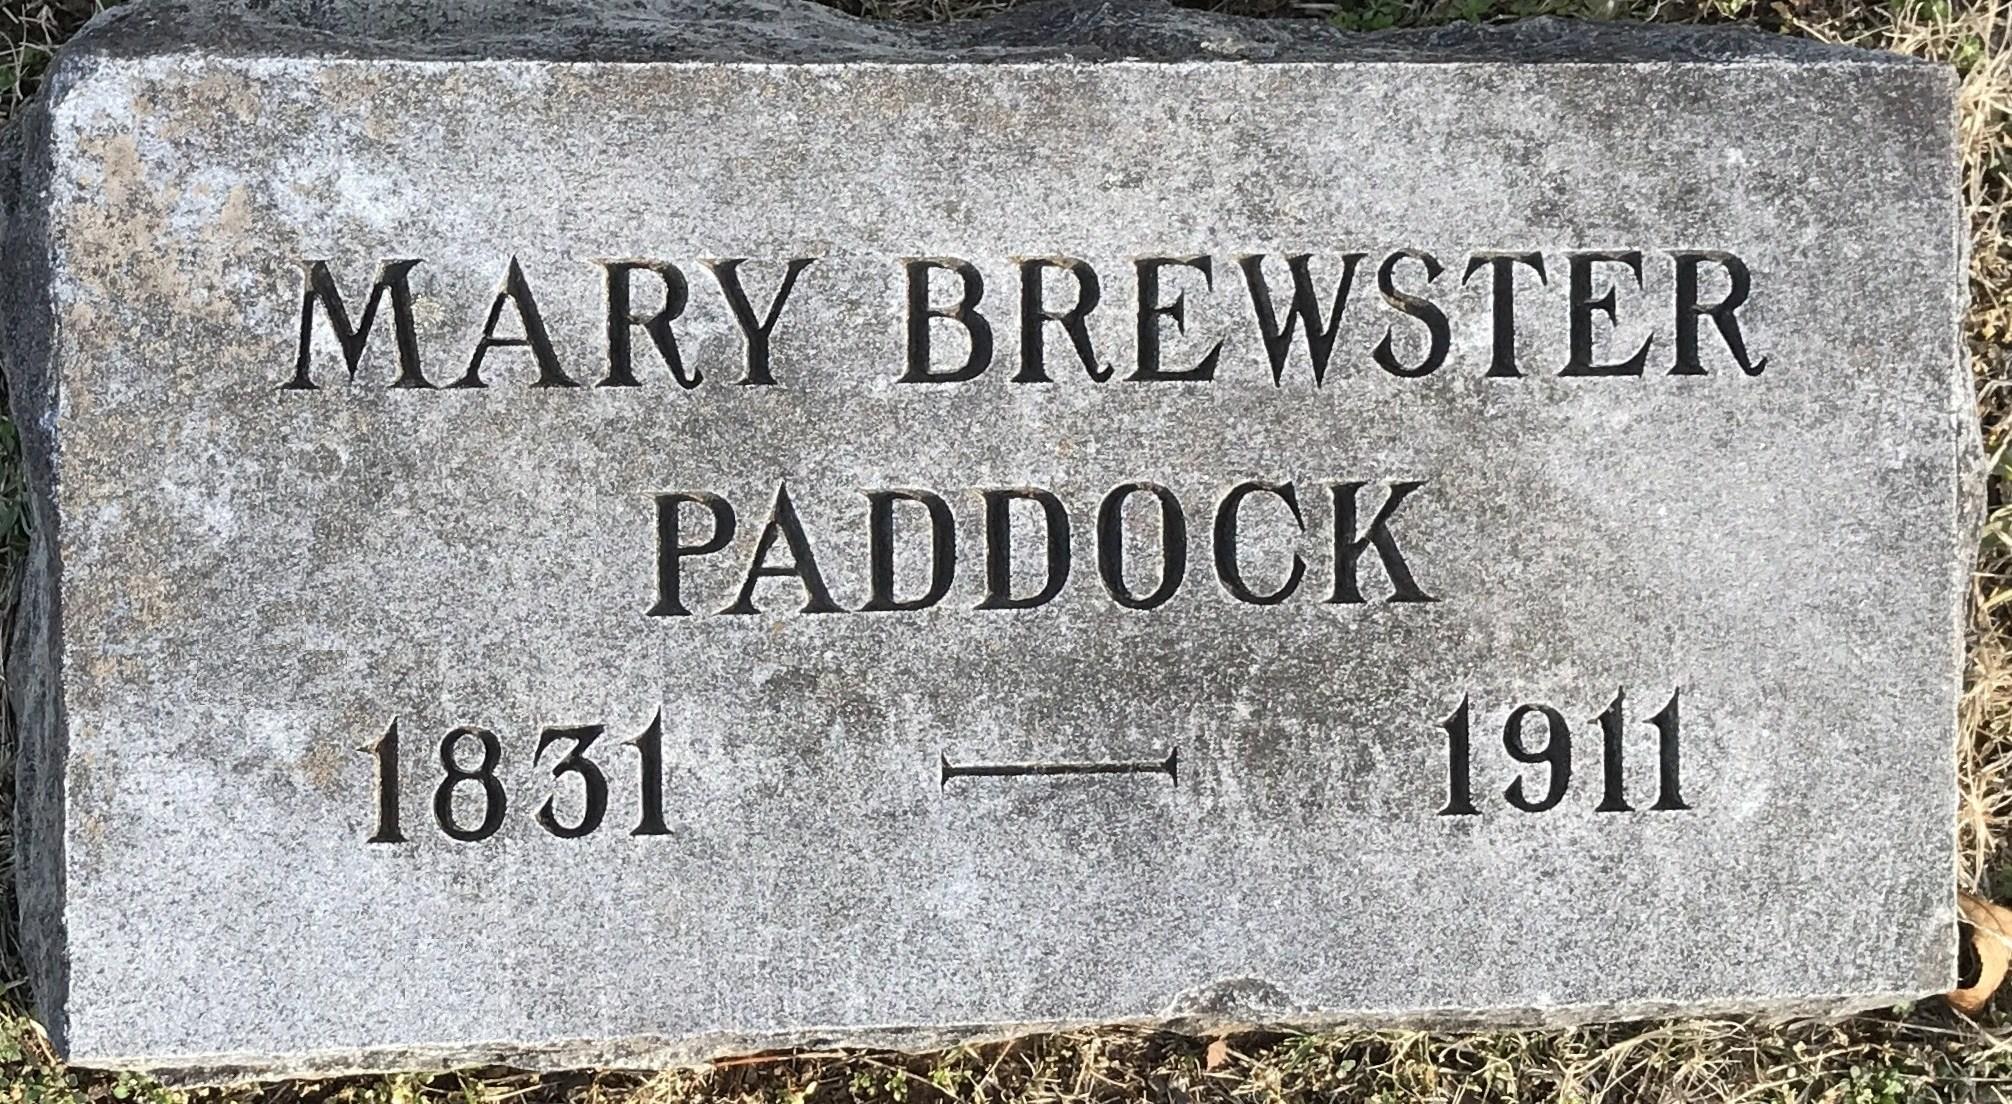 MARY BREWSTER
PADDOCK
1831 — 1911